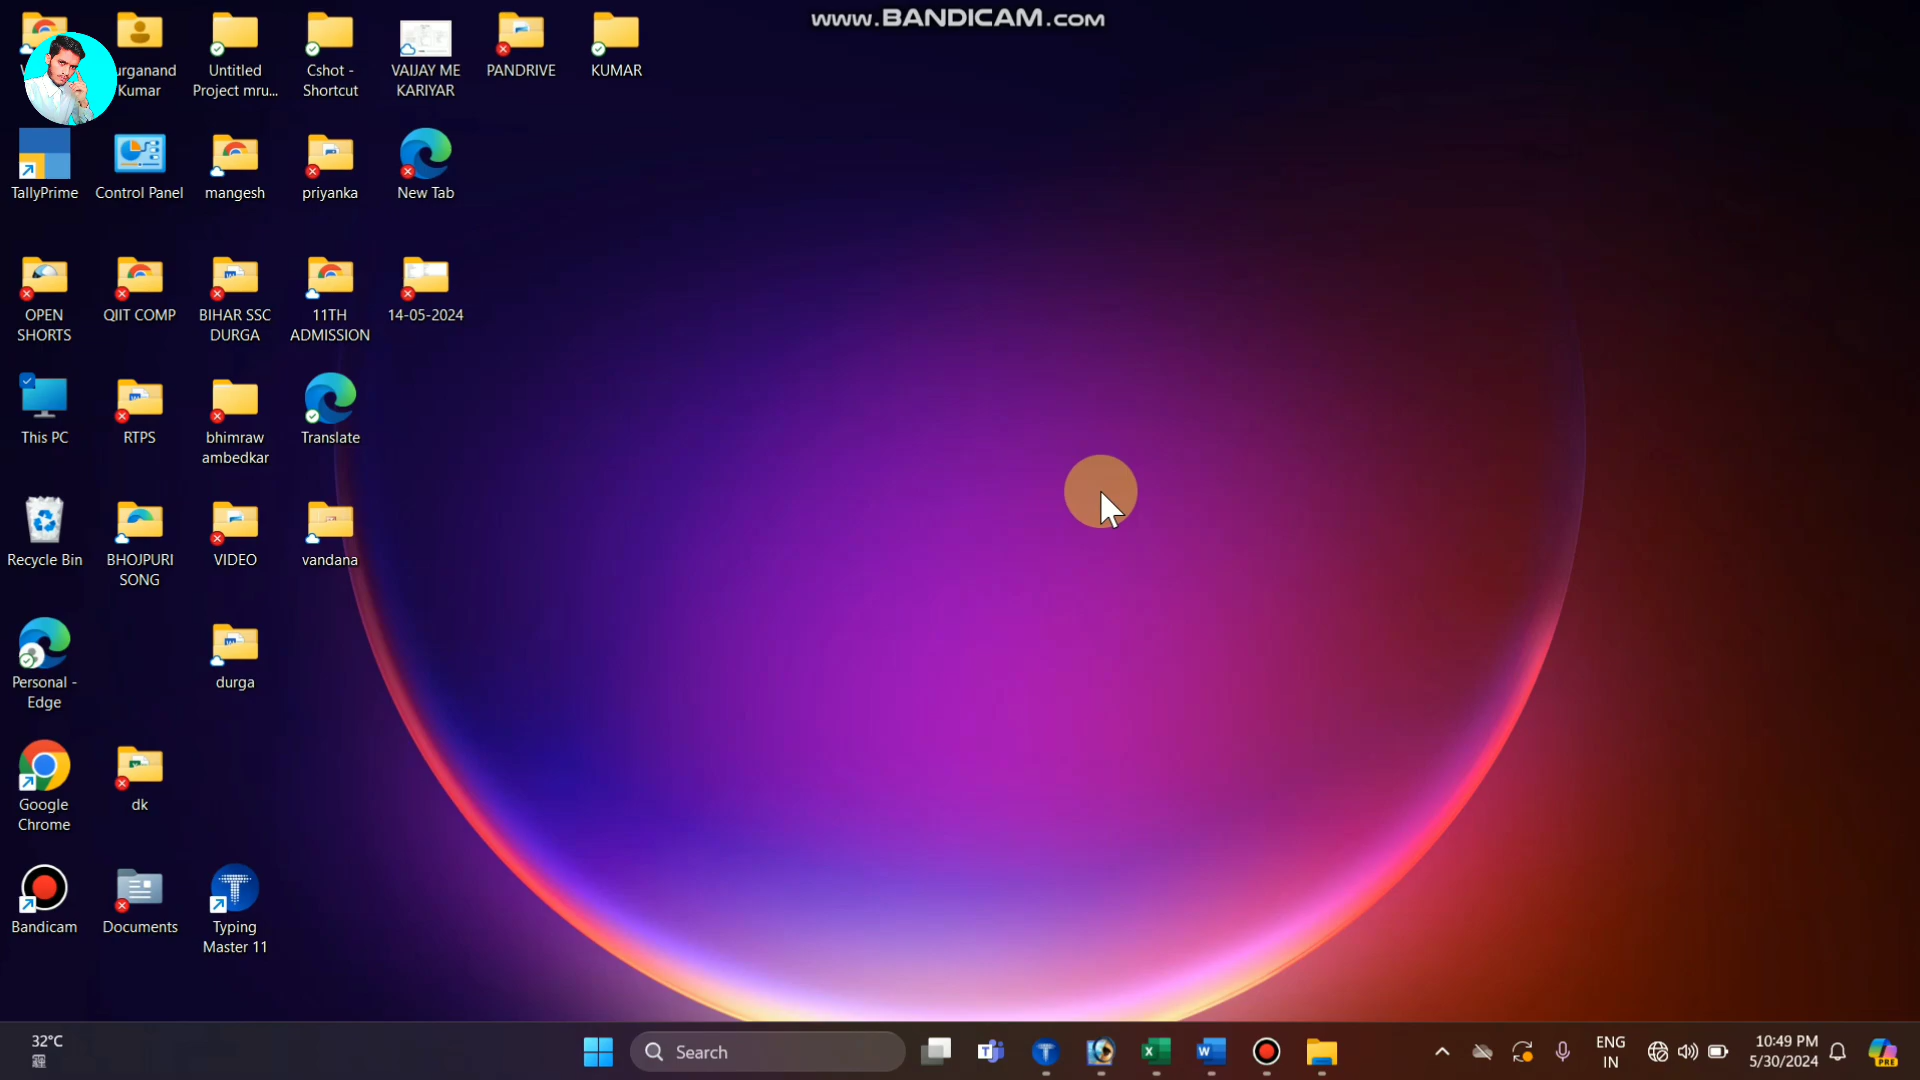 www.BANDICAM.com
Kumar
Untitled
Project mru...
Cshot -
Shortcut
VAIJAY ME
KARIYAR
PANDRIVE
KUMAR
TallyPrime
Control Panel
mangesh
priyanka
New Tab
OPEN
SHORTS
QIIT COMP
BIHAR SSC
DURGA
11TH
ADMISSION
14-05-2024
This PC
RTPS
bhimraw
ambedkar
Translate
Recycle Bin
BHOJPURI
SONG
VIDEO
vandana
Personal -
Edge
durga
Google
Chrome
dk
Bandicam
Documents
Typing
Master 11
32°C
Search
ENG
IN
10:49 PM
5/30/2024
PRE